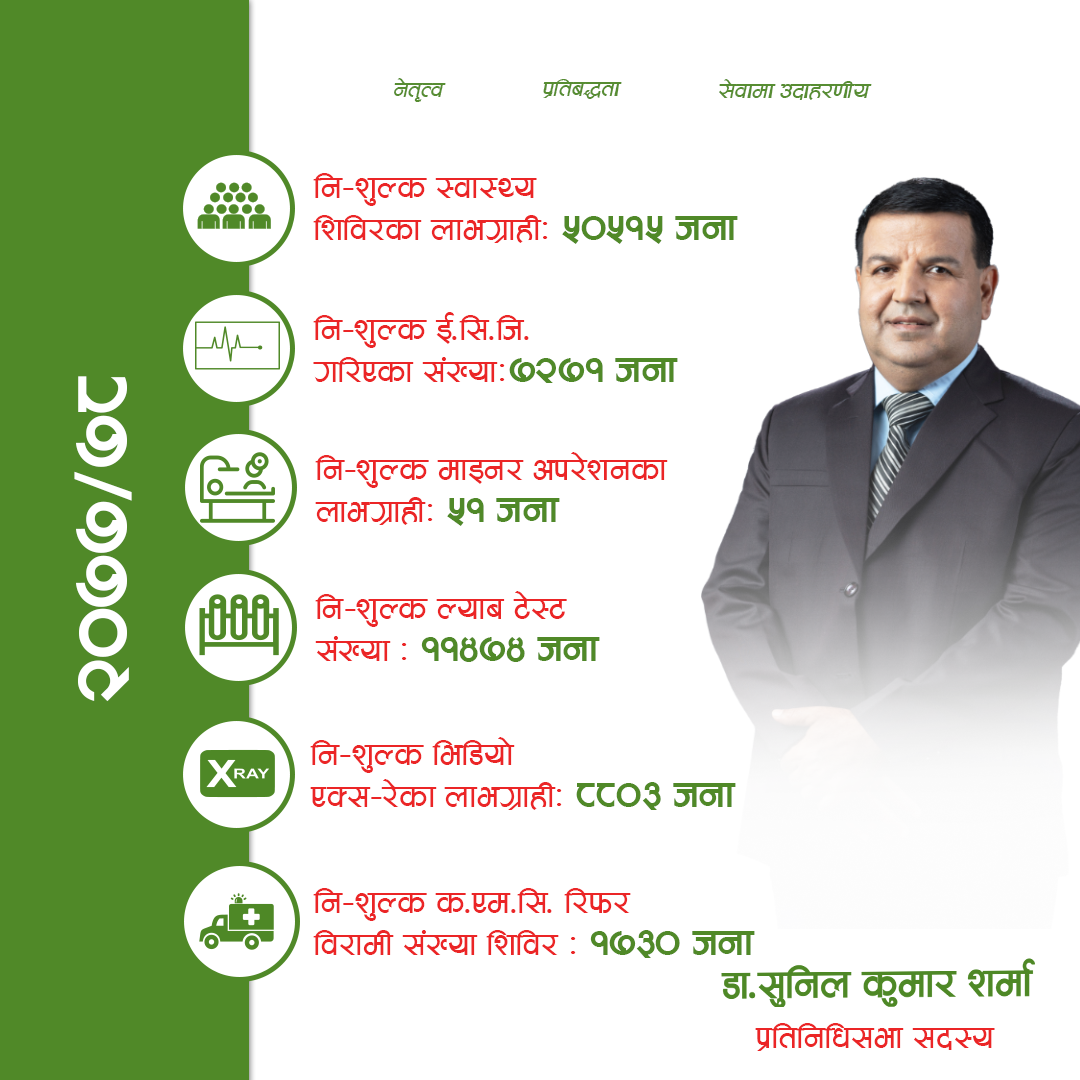 नेतृत्व प्रतिबद्धता सेवामा उदाहरणीय
२०७७/७८
नि-शुल्क स्वास्थ्य
शिविरका लाभग्राही: ५०५१५ जना
नि-शुल्क ई.सि.जि.
गरिएका संख्या:७२७१ जना
नि-शुल्क माइनर अपरेशनका
लाभग्राही: ५१ जना
नि-शुल्क ल्याब टेस्ट
संख्या : ११४७४ जना
X RAY
नि-शुल्क भिडियो
एक्स-रेका लाभग्राही: ८८०३ जना
नि-शुल्क क.एम.सि. रिफर
विरामी संख्या शिविर : १७३० जना
डा.सुनिल कुमार शर्मा
प्रतिनिधिसभा सदस्य